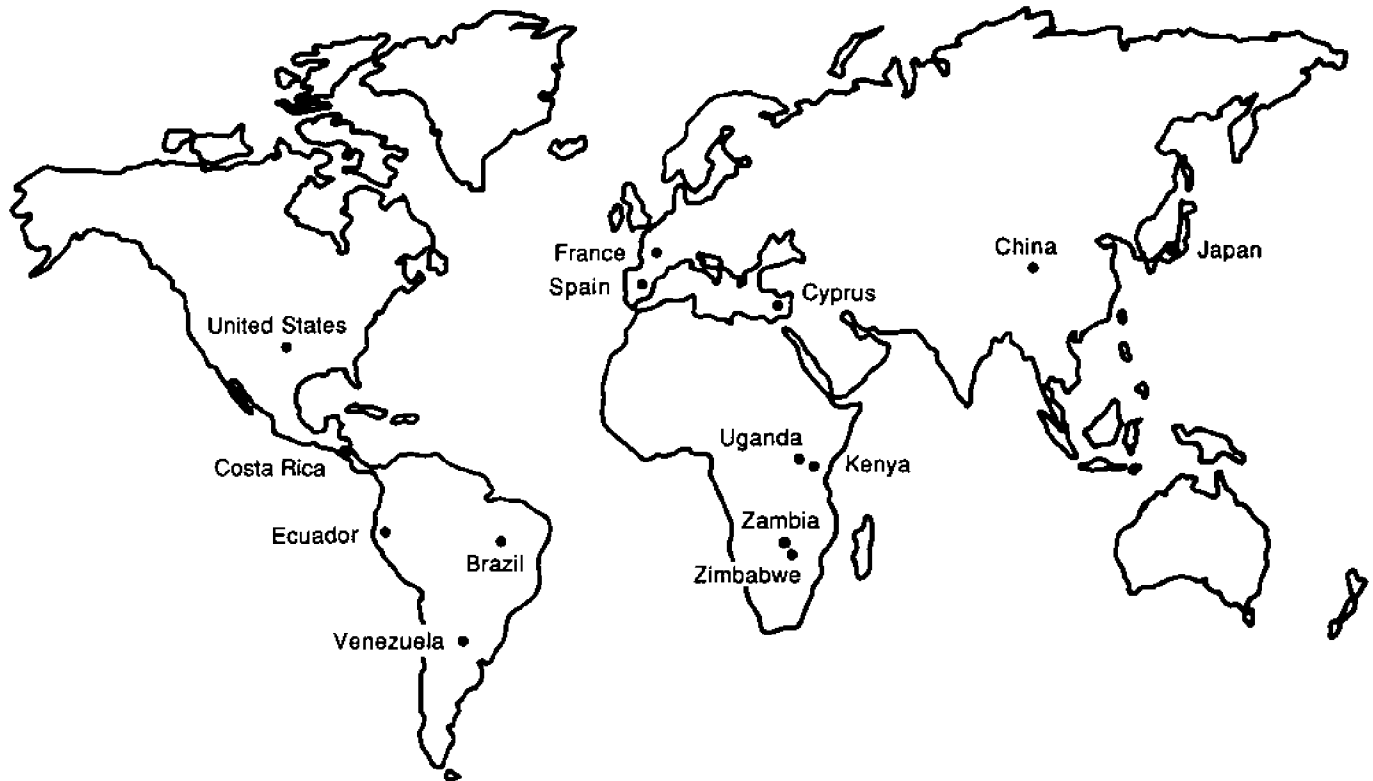 France
China
Japan
Spain
Cyprus
United States
Uganda
Kenya
Costa Rica
Zambia
Ecuador
Brazil
Zimbabwe
Venezuela